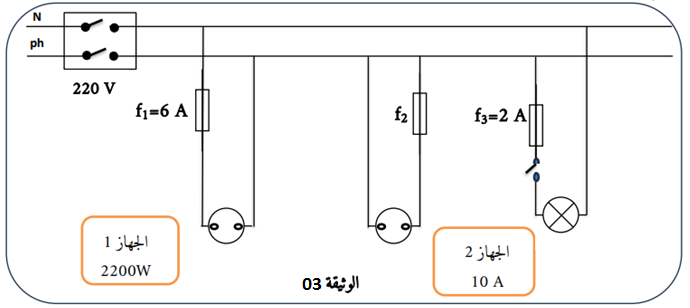 N
ph
220 V
f₁=6 A
f₂
f₃=2 A
الجهاز 1
2200W
الجهاز 2
10 A
الوثيقة 03